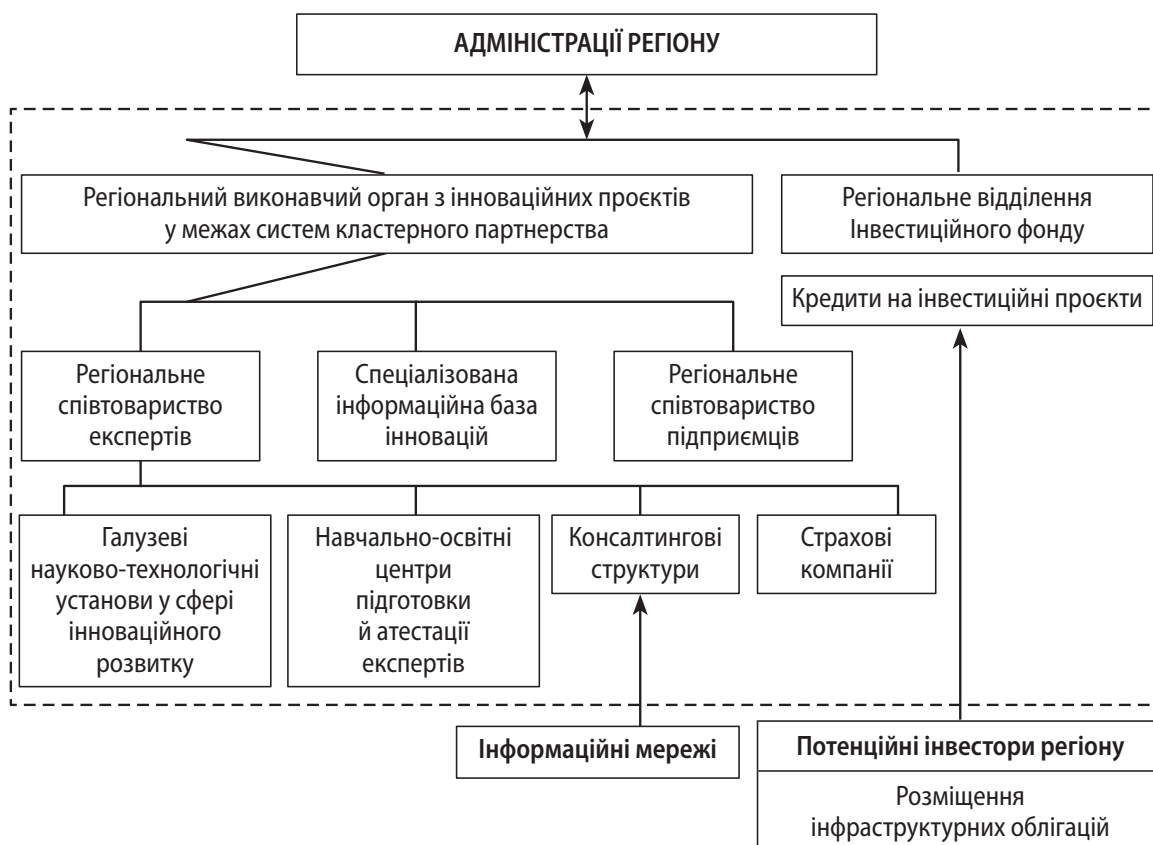 АДМІНІСТРАЦІЇ РЕГІОНУ
Регіональний виконавчий орган з інноваційних проєктів
у межах систем кластерного партнерства
Регіональне відділення
Інвестиційного фонду
Кредити на інвестиційні проєкти
Регіональне
співтовариство
експертів
Спеціалізована
інформаційна база
інновацій
Регіональне
співтовариство
підприємців
Галузеві
науково-технологічні
установи у сфері
інноваційного
розвитку
Навчально-освітні
центри
підготовки
й атестації
експертів
Консалтингові
структури
Страхові
компанії
Інформаційні мережі
Потенційні інвестори регіону
Розміщення
інфраструктурних облігацій